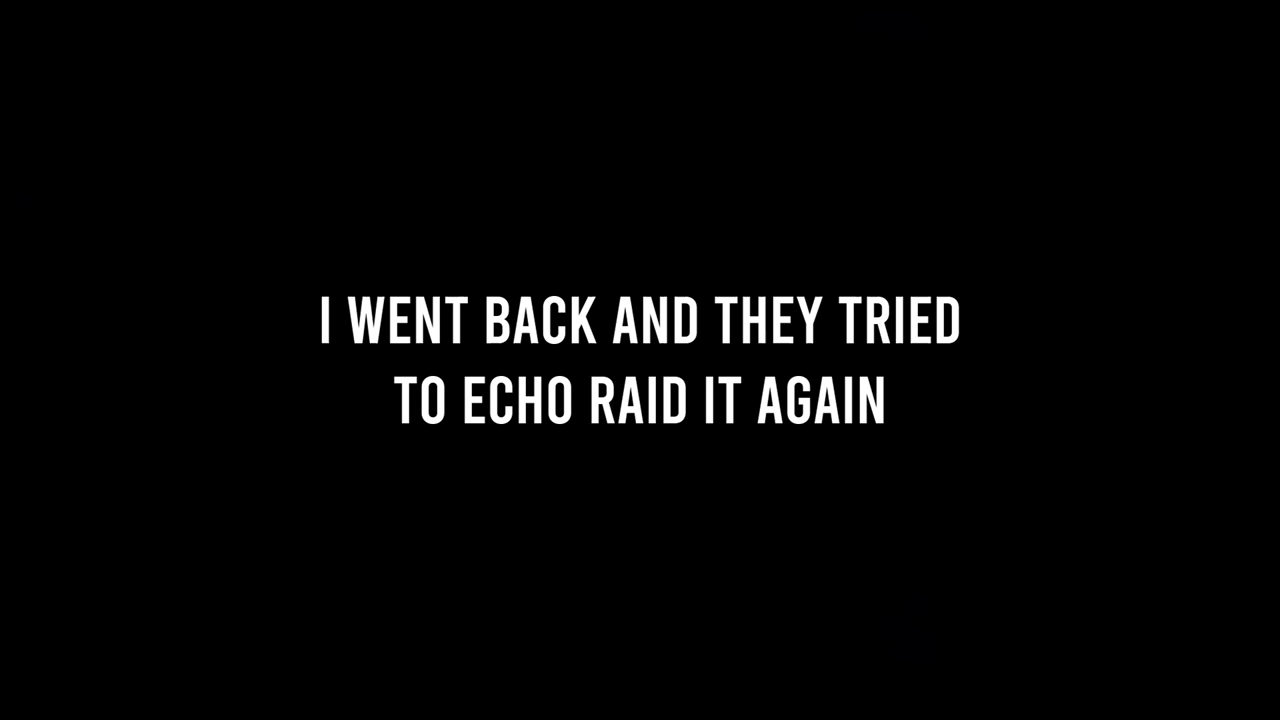 I WENT BACK AND THEY TRIED
TO ECHO RAID IT AGAIN